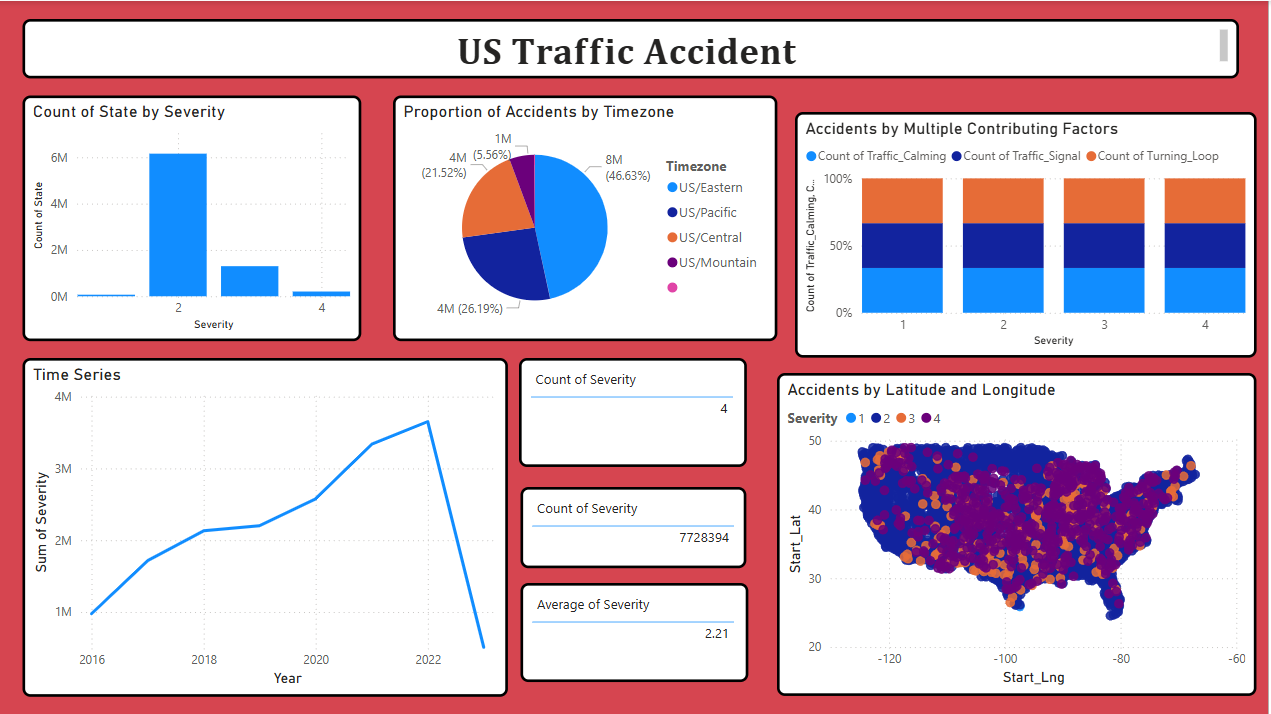 US Traffic Accident
Count of State by Severity
Count of State
6M
4M
2M
0M
2
4
Severity
Proportion of Accidents by Timezone
1M
(5.56%)
4M
(21.52%)
8M
(46.63%)
4M (26.19%)
Timezone
US/Eastern
US/Pacific
US/Central
US/Mountain
Accidents by Multiple Contributing Factors
Count of Traffic_Calming Count of Traffic_Signal Count of Turning_Loop
Count of Traffic_Calming, C...
100%
50%
0%
1 2 3 4
Severity
Time Series
Sum of Severity
4M
3M
2M
1M
2016 2018 2020 2022
Year
Count of Severity
4
Count of Severity
7728394
Average of Severity
2.21
Accidents by Latitude and Longitude
Severity 1 2 3 4
Start_Lat
50
40
30
20
-120 -100 -80 -60
Start_Lng